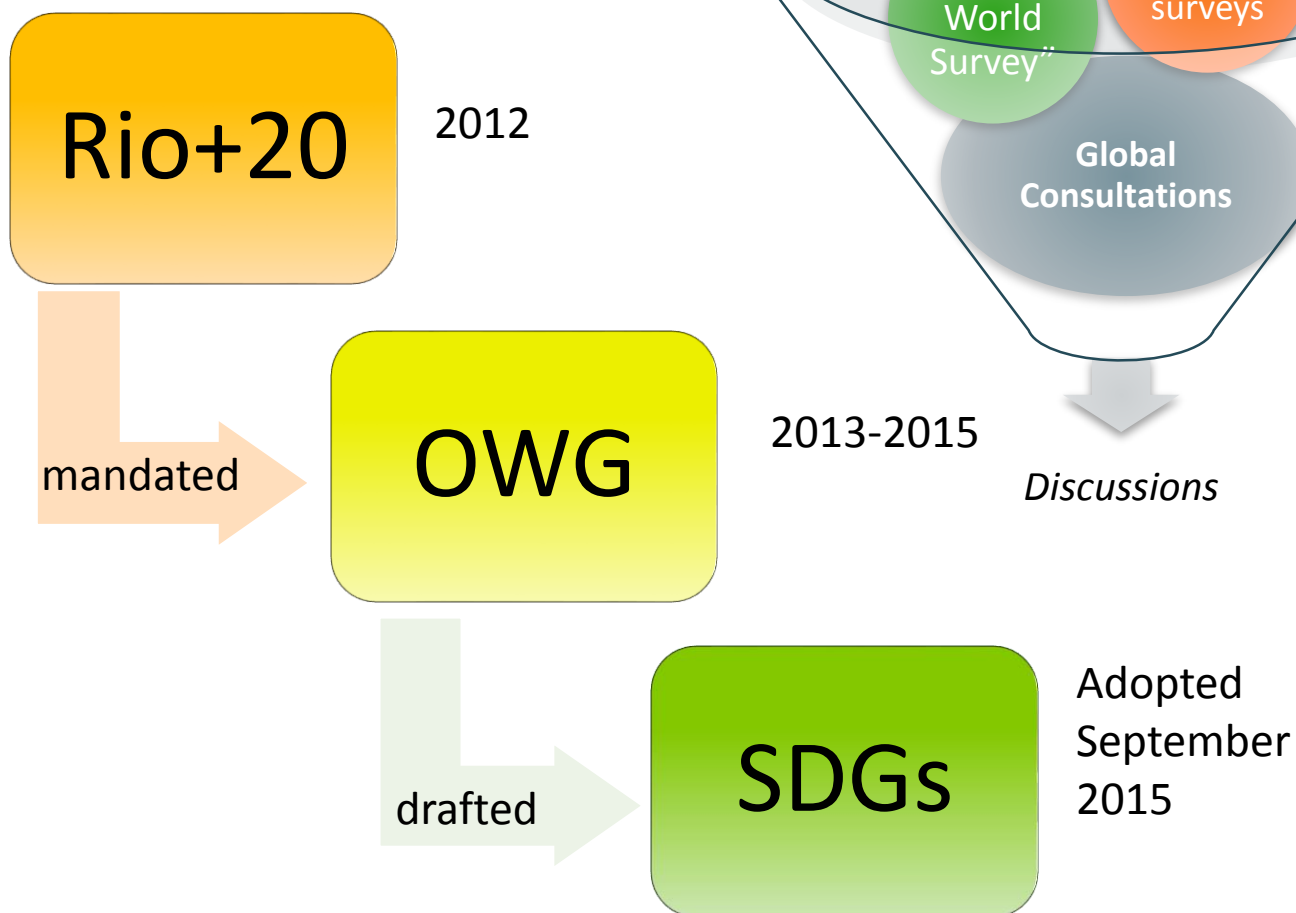 World
Survey”
surveys
Rio+20
2012
Global
Consultations
mandated
OWG
2013-2015
Discussions
drafted
SDGs
Adopted
September
2015